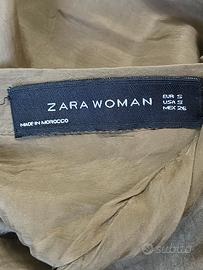 ZARA WOMAN
EUR S
USA S
MEX 26
MADE IN MOROCCO
subito